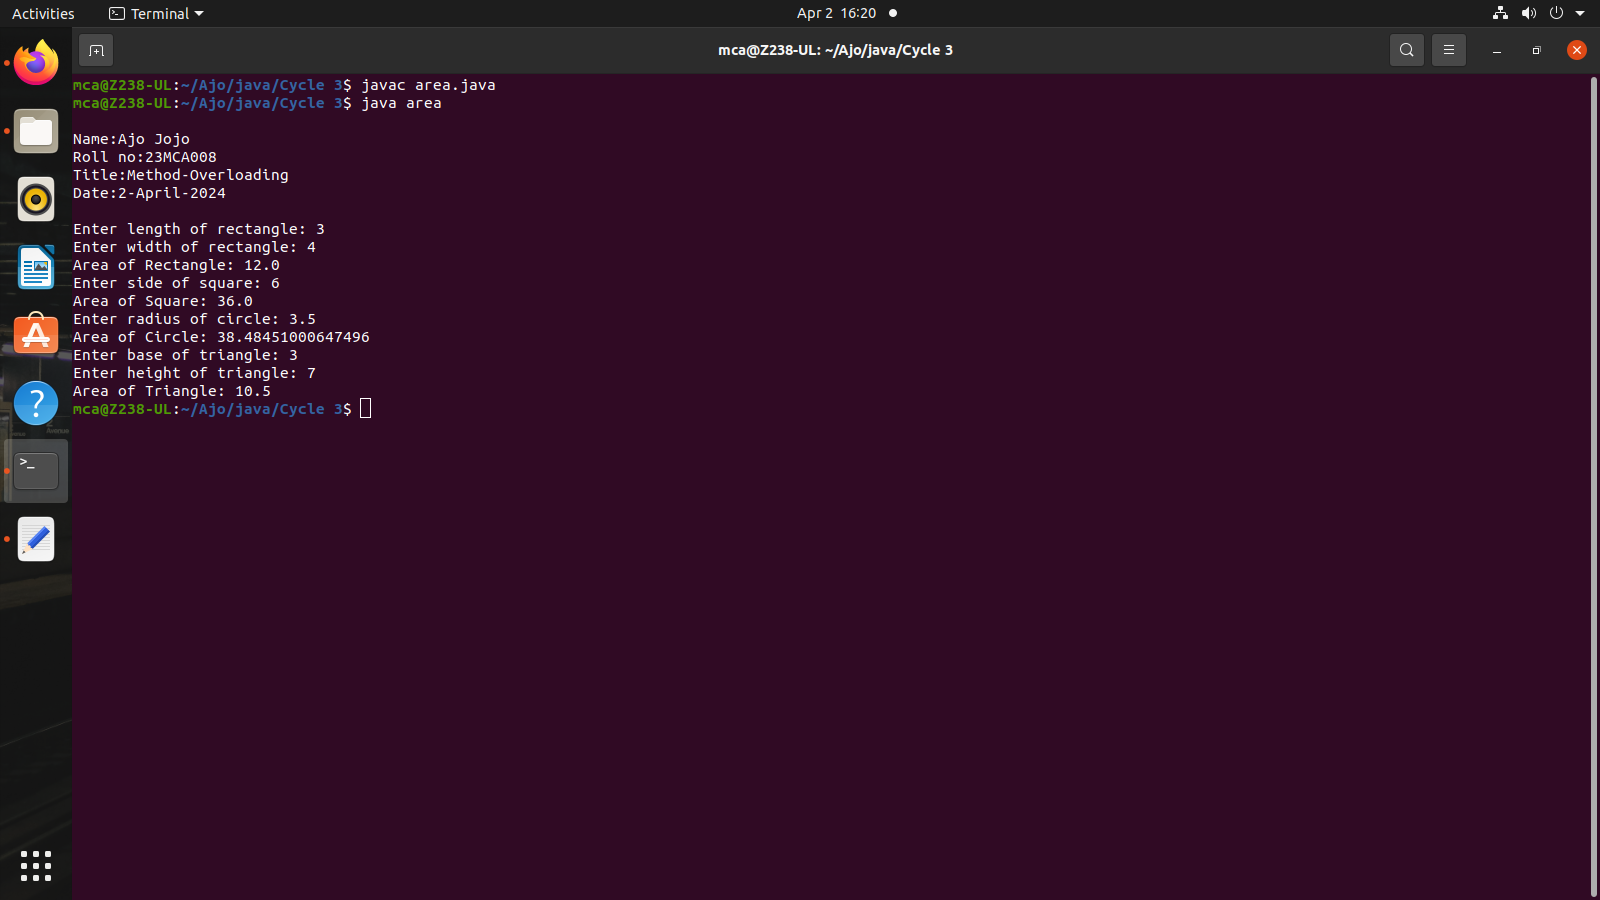 Activities
Terminal
Apr 2 16:20
mca@Z238-UL: ~/Ajo/java/Cycle 3
mca@Z238-UL:~/Ajo/java/Cycle 3$ javac area.java
mca@Z238-UL:~/Ajo/java/Cycle 3$ java area
Name:Ajo Jojo
Roll no:23MCA008
Title:Method-Overloading
Date:2-April-2024
Enter length of rectangle: 3
Enter width of rectangle: 4
Area of Rectangle: 12.0
Enter side of square: 6
Area of Square: 36.0
Enter radius of circle: 3.5
Area of Circle: 38.48451000647496
Enter base of triangle: 3
Enter height of triangle: 7
Area of Triangle: 10.5
mca@Z238-UL:~/Ajo/java/Cycle 3$